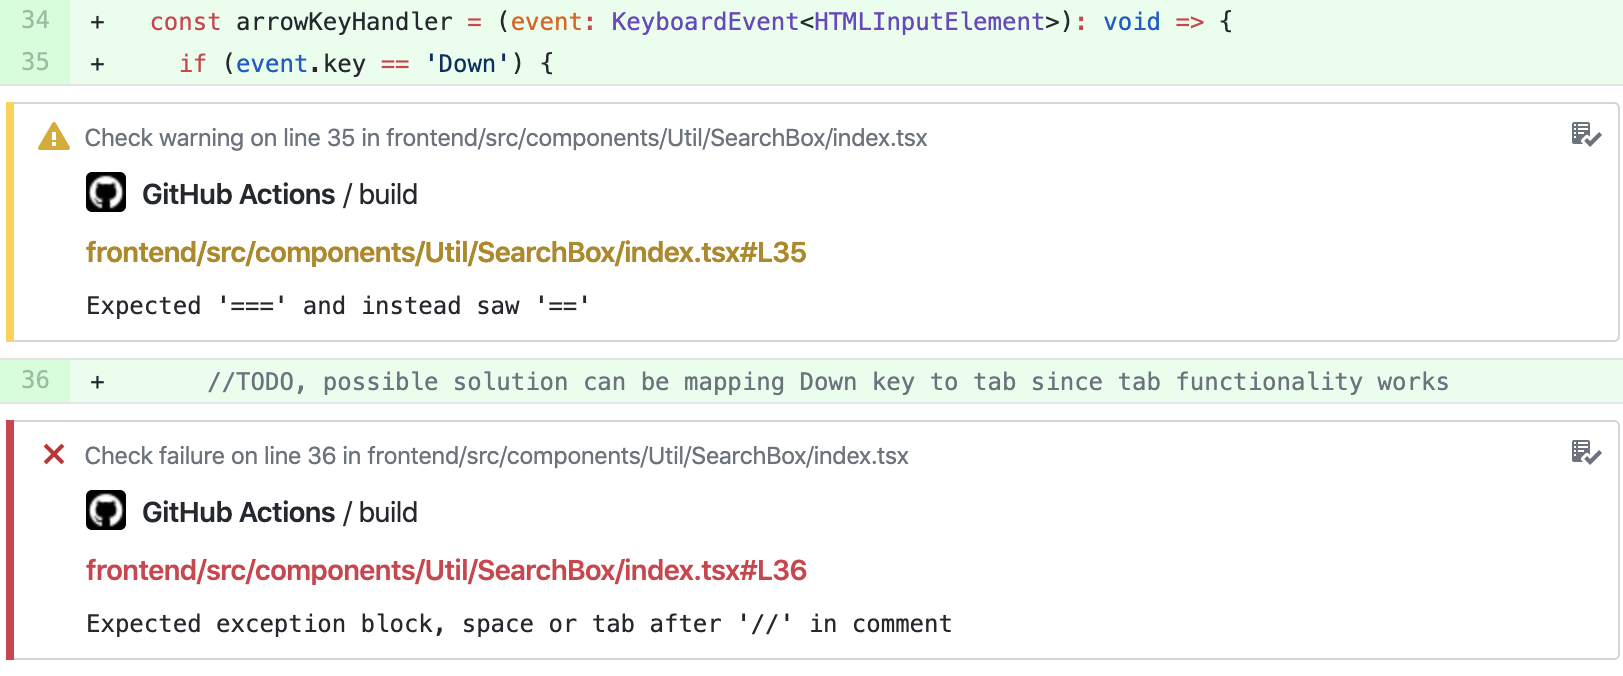 34 + const arrowKeyHandler = (event: KeyboardEvent<HTMLInputElement>): void => {
35 + if (event.key == 'Down') {
Check warning on line 35 in frontend/src/components/Util/SearchBox/index.tsx
GitHub Actions / build
frontend/src/components/Util/SearchBox/index.tsx#L35
Expected '===' and instead saw '=='
36 + //TODO, possible solution can be mapping Down key to tab since tab functionality works
Check failure on line 36 in frontend/src/components/Util/SearchBox/index.tsx
GitHub Actions / build
frontend/src/components/Util/SearchBox/index.tsx#L36
Expected exception block, space or tab after '//' in comment